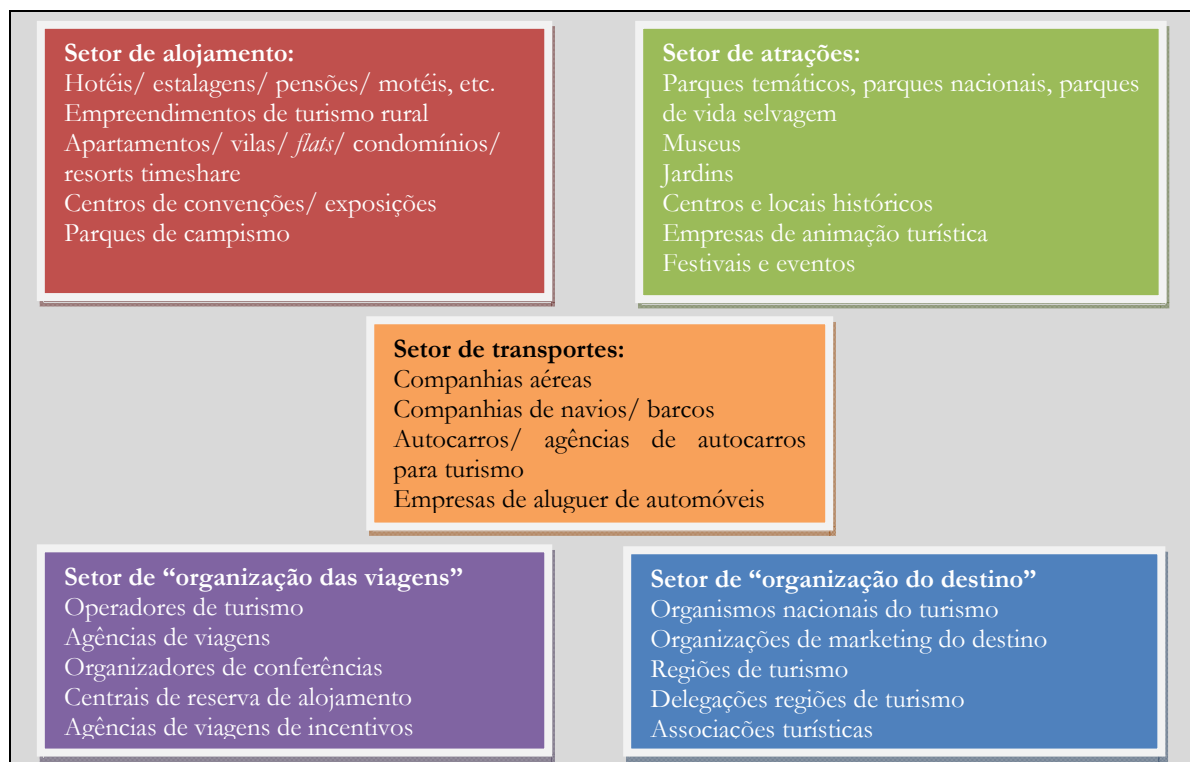 Setor de alojamento:
Hotéis/ estalagens/ pensões/ motéis, etc.
Empreendimentos de turismo rural
Apartamentos/ vilas/ flats/ condomínios/
resorts timeshare
Centros de convenções/ exposições
Parques de campismo
Setor de atrações:
Parques temáticos, parques nacionais, parques
de vida selvagem
Museus
Jardins
Centros e locais históricos
Empresas de animação turística
Festivais e eventos
Setor de transportes:
Companhias aéreas
Companhias de navios/ barcos
Autocarros/ agências de autocarros
para turismo
Empresas de aluguer de automóveis
Setor de “organização das viagens”
Operadores de turismo
Agências de viagens
Organizadores de conferências
Centrais de reserva de alojamento
Agências de viagens de incentivos
Setor de “organização do destino”
Organismos nacionais do turismo
Organizações de marketing do destino
Regiões de turismo
Delegações regiões de turismo
Associações turísticas